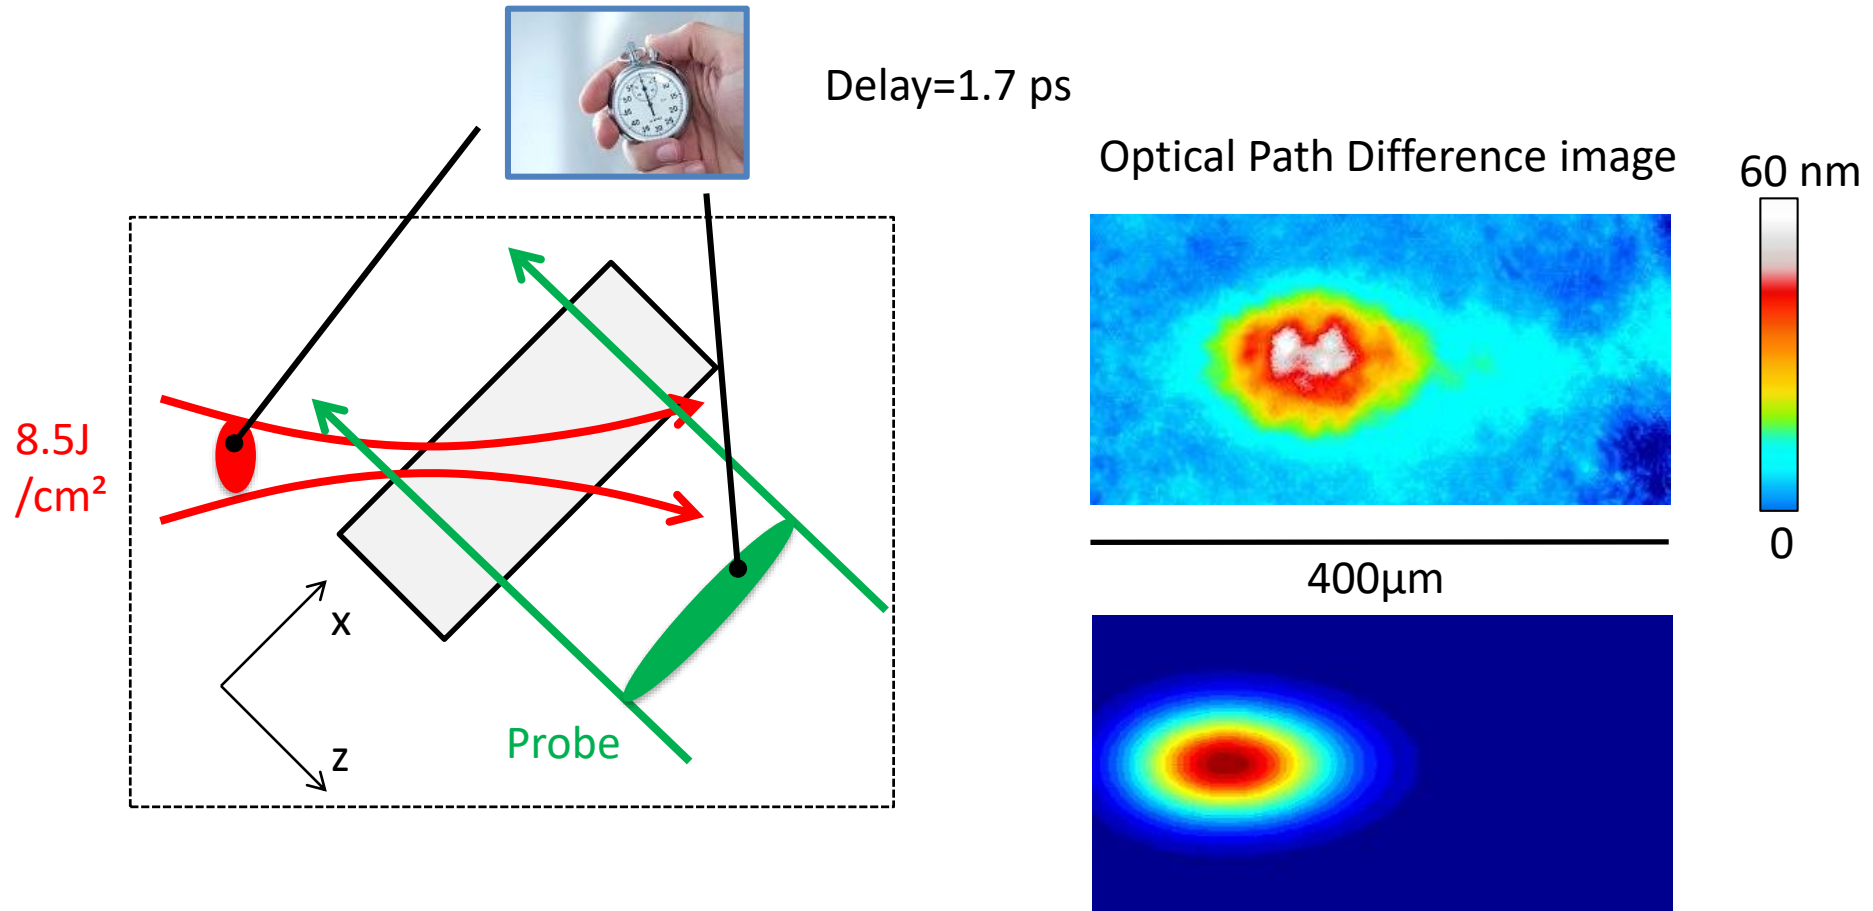 Delay=1.7 ps
Optical Path Difference image
60 nm
8.5J
/cm²
0
400µm
x
z
Probe